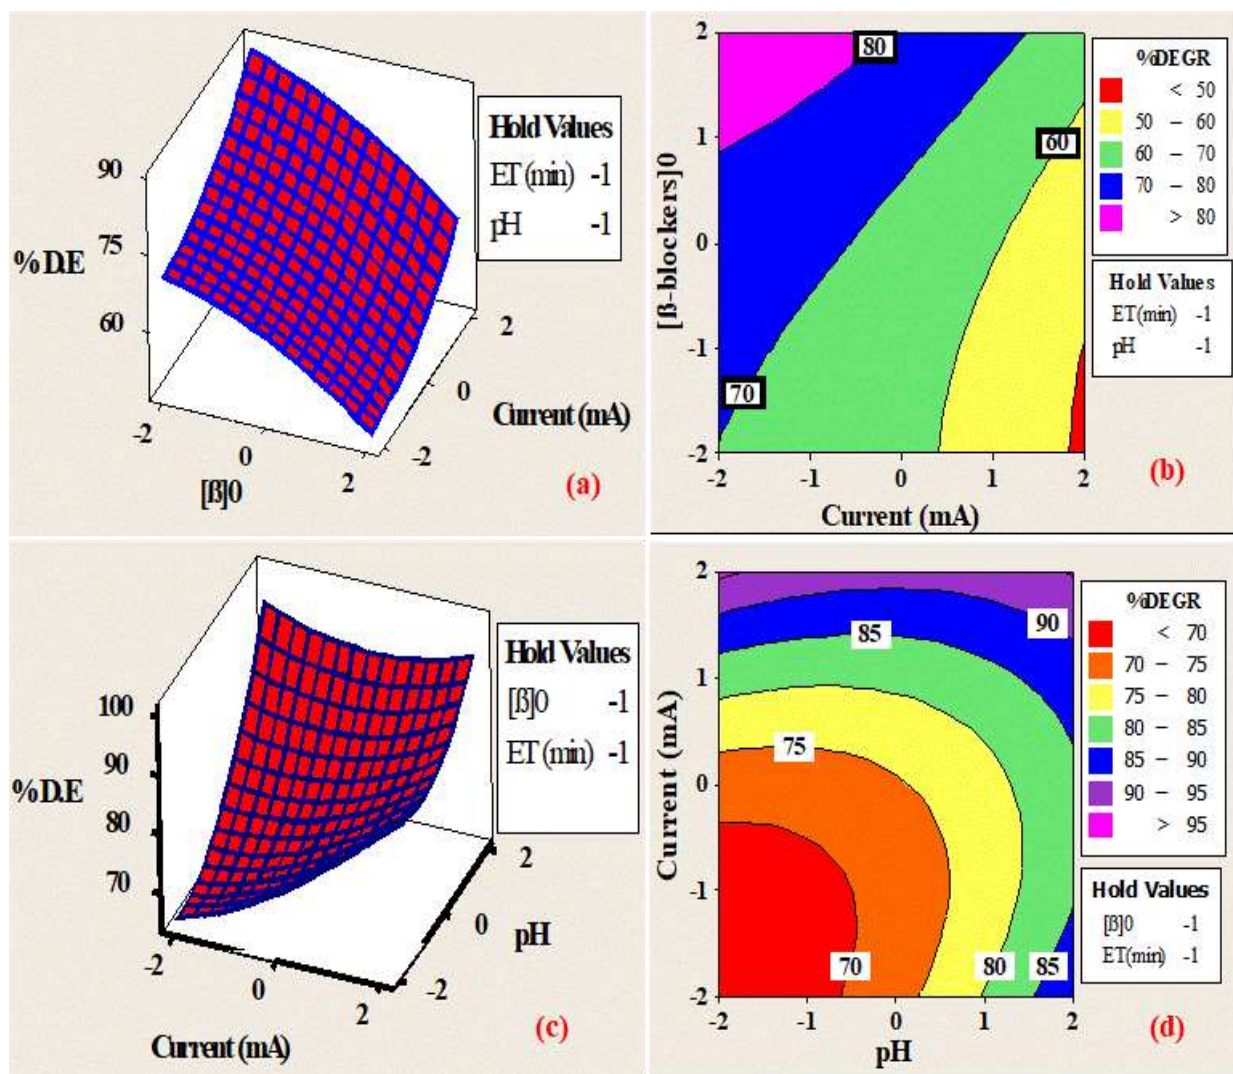 90
75
% D.E
60
-2
0
2
[ß]0
2
0
-2
Current (mA)
Hold Values
ET (min) -1
pH -1
(a)
2
1
0
-1
-2
[ß-blockers]0
80
60
70
-2 -1 0 1 2
Current (mA)
%DEGR
< 50
50 – 60
60 – 70
70 – 80
> 80
Hold Values
ET(min) -1
pH -1
(b)
100
90
% D.E
80
70
-2
0
2
Current (mA)
2
0
-2
pH
Hold Values
[ß]0 -1
ET (min) -1
(c)
2
1
0
-1
-2
Current (mA)
85
90
75
70
80
85
-2 -1 0 1 2
pH
%DEGR
< 70
70 – 75
75 – 80
80 – 85
85 – 90
90 – 95
> 95
Hold Values
[ß]0 -1
ET(min) -1
(d)